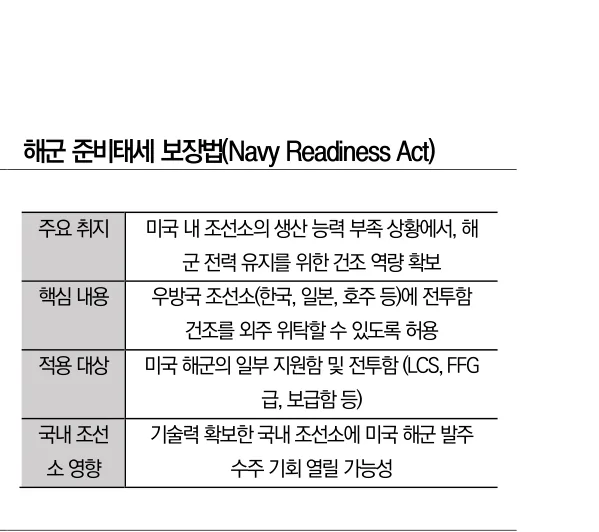 해군 준비태세 보장법(Navy Readiness Act)
주요 취지
미국 내 조선소의 생산 능력 부족 상황에서, 해
군 전력 유지를 위한 건조 역량 확보
핵심 내용
우방국 조선소(한국, 일본, 호주 등)에 전투함
건조를 외주 위탁할 수 있도록 허용
적용 대상
미국 해군의 일부 지원함 및 전투함 (LCS, FFG
급, 보급함 등)
국내 조선
소 영향
기술력 확보한 국내 조선소에 미국 해군 발주
수주 기회 열릴 가능성